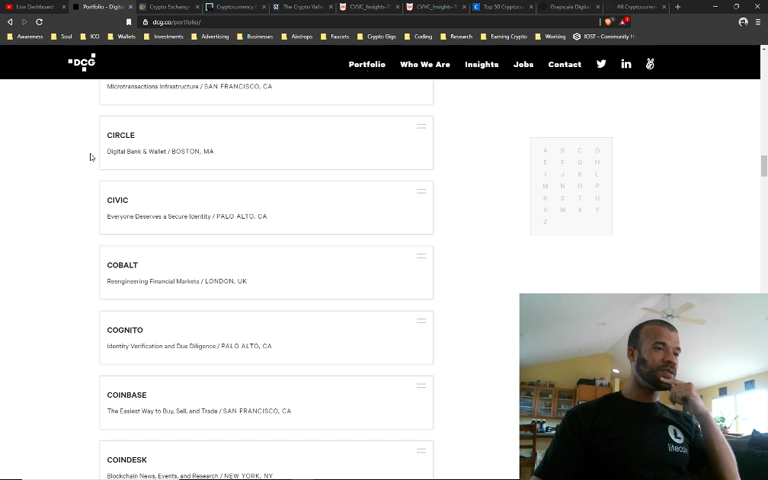 Live Dashboard
Portfolio - Digital
Crypto Exchange
Cryptocurrency
The Crypto Valle
CVVC_Insights-T
CVVC_Insights-T
Top 50 Cryptocu
Grayscale Digital
All Cryptocurren
dcg.co/portfolio/
Awareness
Soul
ICO
Wallets
Investments
Advertising
Businesses
Airdrops
Faucets
Crypto Gigs
Coding
Research
Earning Crypto
Working
IOST - Community H
DCG
Portfolio
Who We Are
Insights
Jobs
Contact
Microtransactions Infrastructure / SAN FRANCISCO, CA
CIRCLE
Digital Bank & Wallet / BOSTON, MA
CIVIC
Everyone Deserves a Secure Identity / PALO ALTO, CA
COBALT
Reengineering Financial Markets / LONDON, UK
COGNITO
Identity Verification and Due Diligence / PALO ALTO, CA
COINBASE
The Easiest Way to Buy, Sell, and Trade / SAN FRANCISCO, CA
COINDESK
Blockchain News, Events, and Research / NEW YORK, NY
A B C D
E F G H
I J K L
M N O P
R S T U
V W X Y
Z
litecoin